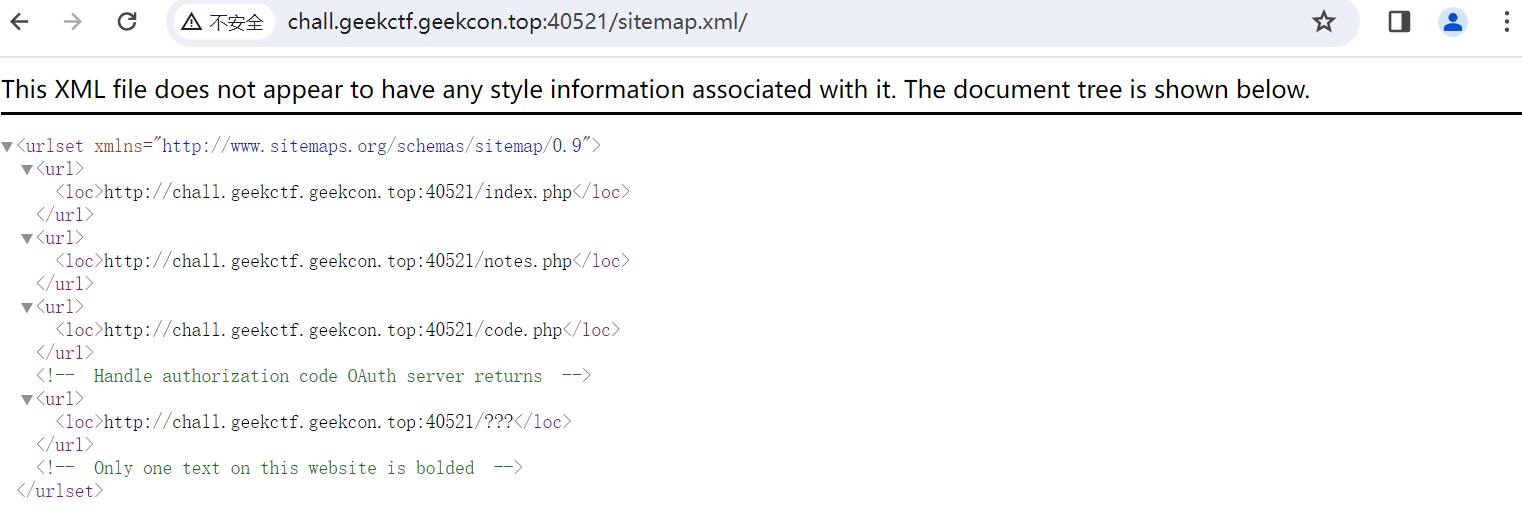 不安全 chall.geekctf.geekcon.top:40521/sitemap.xml/
This XML file does not appear to have any style information associated with it. The document tree is shown below.
▼<urlset xmlns="http://www.sitemaps.org/schemas/sitemap/0.9">
▼<url>
<loc>http://chall.geekctf.geekcon.top:40521/index.php</loc>
</url>
▼<url>
<loc>http://chall.geekctf.geekcon.top:40521/notes.php</loc>
</url>
▼<url>
<loc>http://chall.geekctf.geekcon.top:40521/code.php</loc>
</url>
<!-- Handle authorization code OAuth server returns -->
▼<url>
<loc>http://chall.geekctf.geekcon.top:40521/???</loc>
</url>
<!-- Only one text on this website is bolded -->
</urlset>